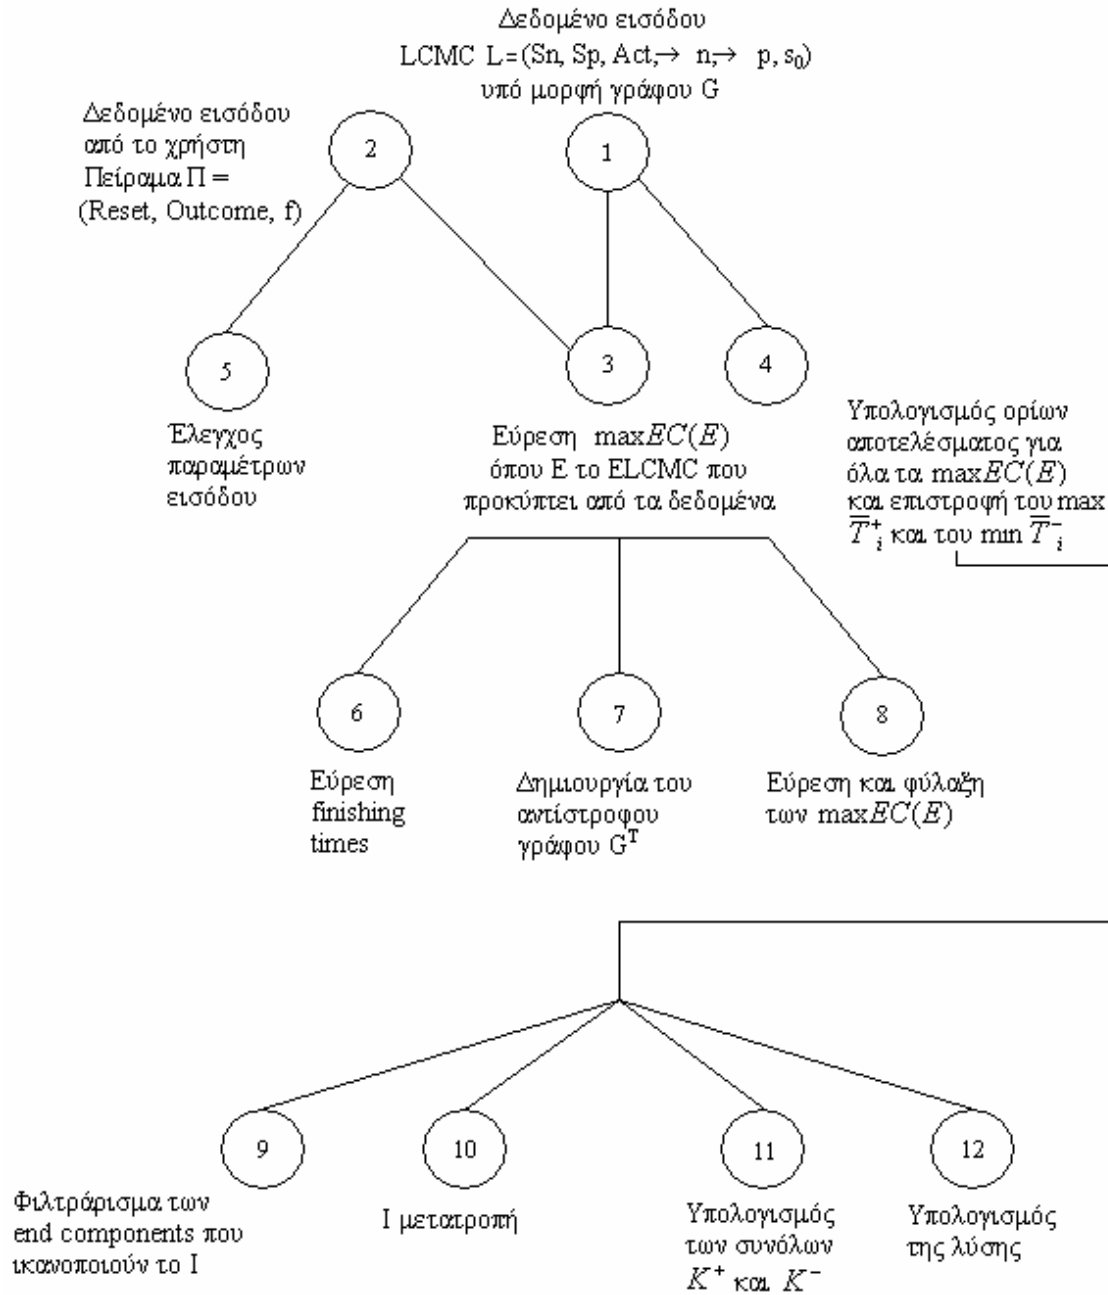 Δεδομένο εισόδου
LCMC L=(Sn, Sp, Act,→ n,→ p, s₀)
υπό μορφή γράφου G
Δεδομένο εισόδου
από το χρήστη
Πείραμα Π =
(Reset, Outcome, f)
2
1
5
3
4
Έλεγχος
παραμέτρων
εισόδου
Εύρεση maxEC(E)
όπου E το ELCMC που
προκύπτει από τα δεδομένα
Υπολογισμός ορίων
αποτελέσματος για
όλα τα maxEC(E)
και επιστροφή του max
T̿⁺ᵢ και του min T̿⁻ᵢ
6
7
8
Εύρεση
finishing
times
Δημιουργία του
αντίστροφου
γράφου Gᵀ
Εύρεση και φύλαξη
των maxEC(E)
9
10
11
12
Φιλτράρισμα των
end components που
ικανοποιούν το I
I μετατροπή
Υπολογισμός
των συνόλων
K⁺ και K⁻
Υπολογισμός
της λύσης